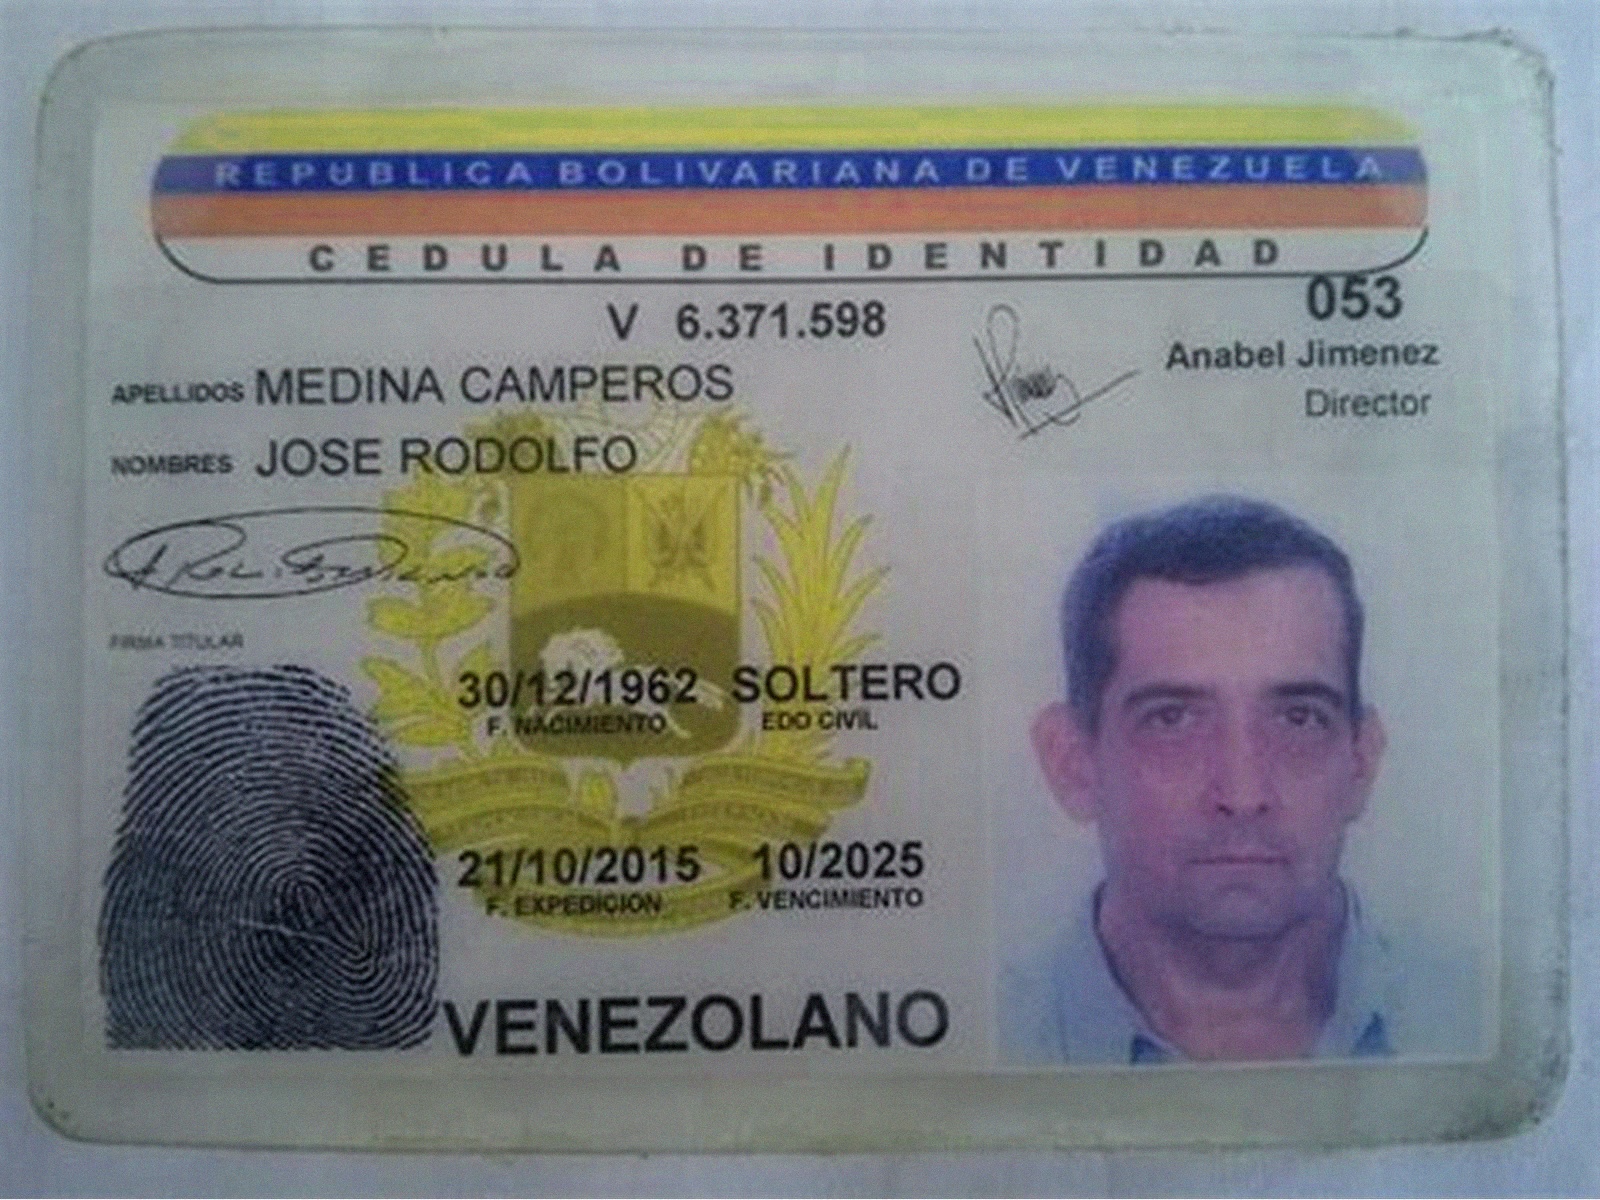 REPUBLICA BOLIVARIANA DE VENEZUELA
CEDULA DE IDENTIDAD
V 6.371.598
053
Anabel Jimenez
Director
APELLIDOS MEDINA CAMPEROS
NOMBRES JOSE RODOLFO
FIRMA TITULAR
30/12/1962 SOLTERO
F. NACIMIENTO EDO CIVIL
21/10/2015 10/2025
F. EXPEDICION F. VENCIMIENTO
VENEZOLANO